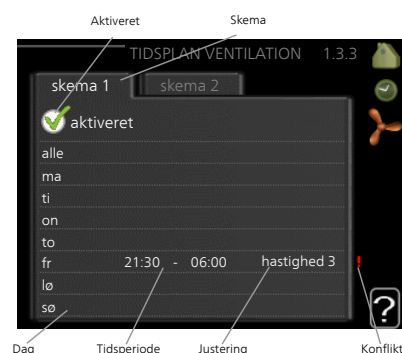 Aktiveret Skema
TIDSPLAN VENTILATION 1.3.3
skema 1 skema 2
aktiveret
alle
ma
ti
on
to
fr 21:30 - 06:00 hastighed 3 !
lø
sø
?
Dag Tidsperiode Justering Konflikt